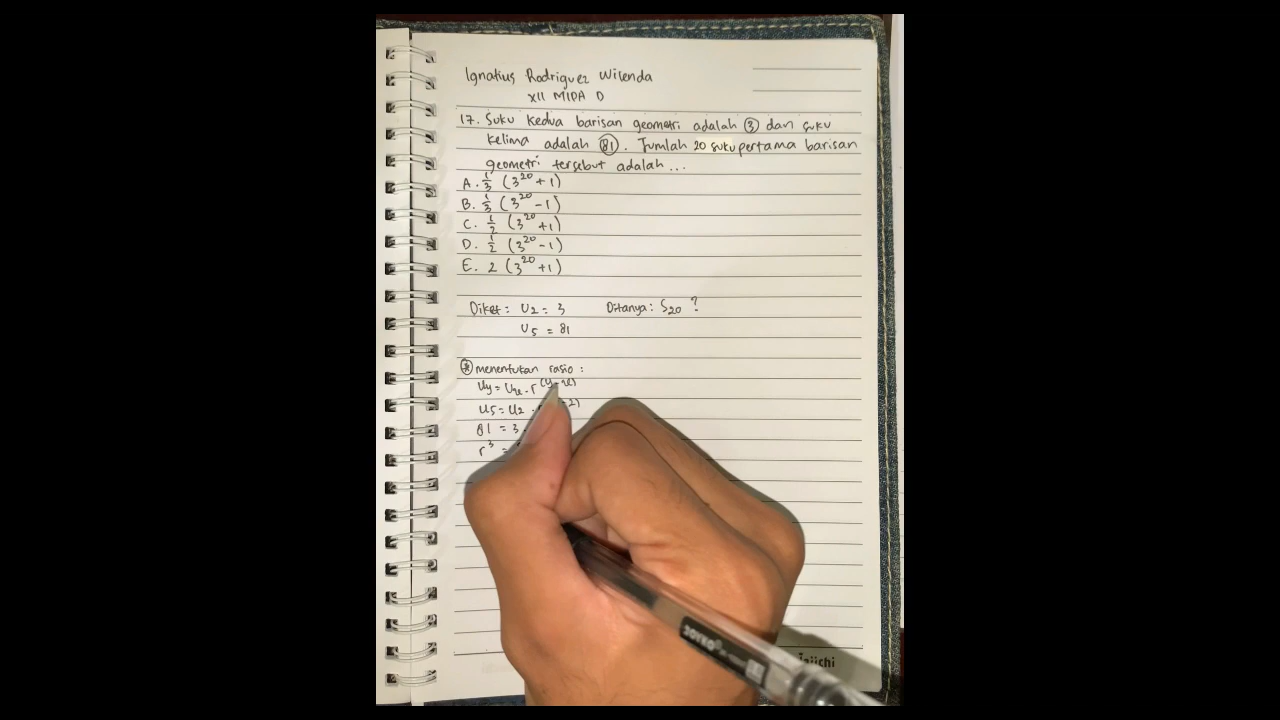 Ignatius Rodriguez Wilenda
XII MIPA D
17. Suku kedua barisan geometri adalah 3 dan suku
kelima adalah 81. Jumlah 20 suku pertama barisan
geometri tersebut adalah ...
A. 1/3 (3^20 + 1)
B. 1/3 (3^20 - 1)
C. 1/2 (3^20 + 1)
D. 1/2 (3^20 - 1)
E. 2 (3^20 + 1)
Diket : U2 = 3 Ditanya : S20 ?
U5 = 81
* menentukan rasio :
Uy = Ux . r^(y-x)
U5 = U2 . -2)
81 = 3 .
r^3 =
JOYKO